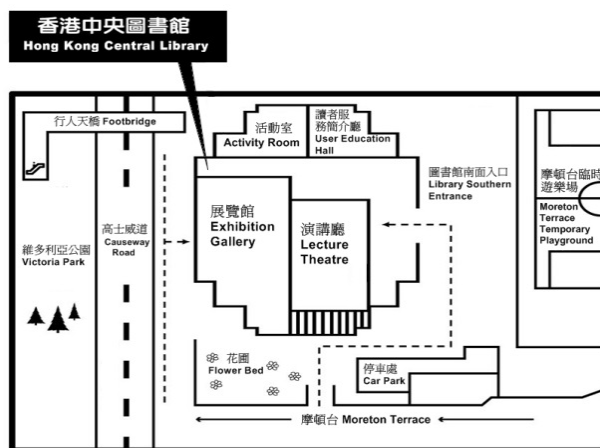 香港中央圖書館
Hong Kong Central Library
行人天橋 Footbridge
活動室
Activity Room
讀者服
務簡介廳
User Education
Hall
圖書館南面入口
Library Southern
Entrance
摩頓台臨時
遊樂場
Moreton
Terrace
Temporary
Playground
展覽館
Exhibition
Gallery
演講廳
Lecture
Theatre
高士威道
Causeway
Road
維多利亞公園
Victoria Park
花圃
Flower Bed
停車處
Car Park
摩頓台 Moreton Terrace